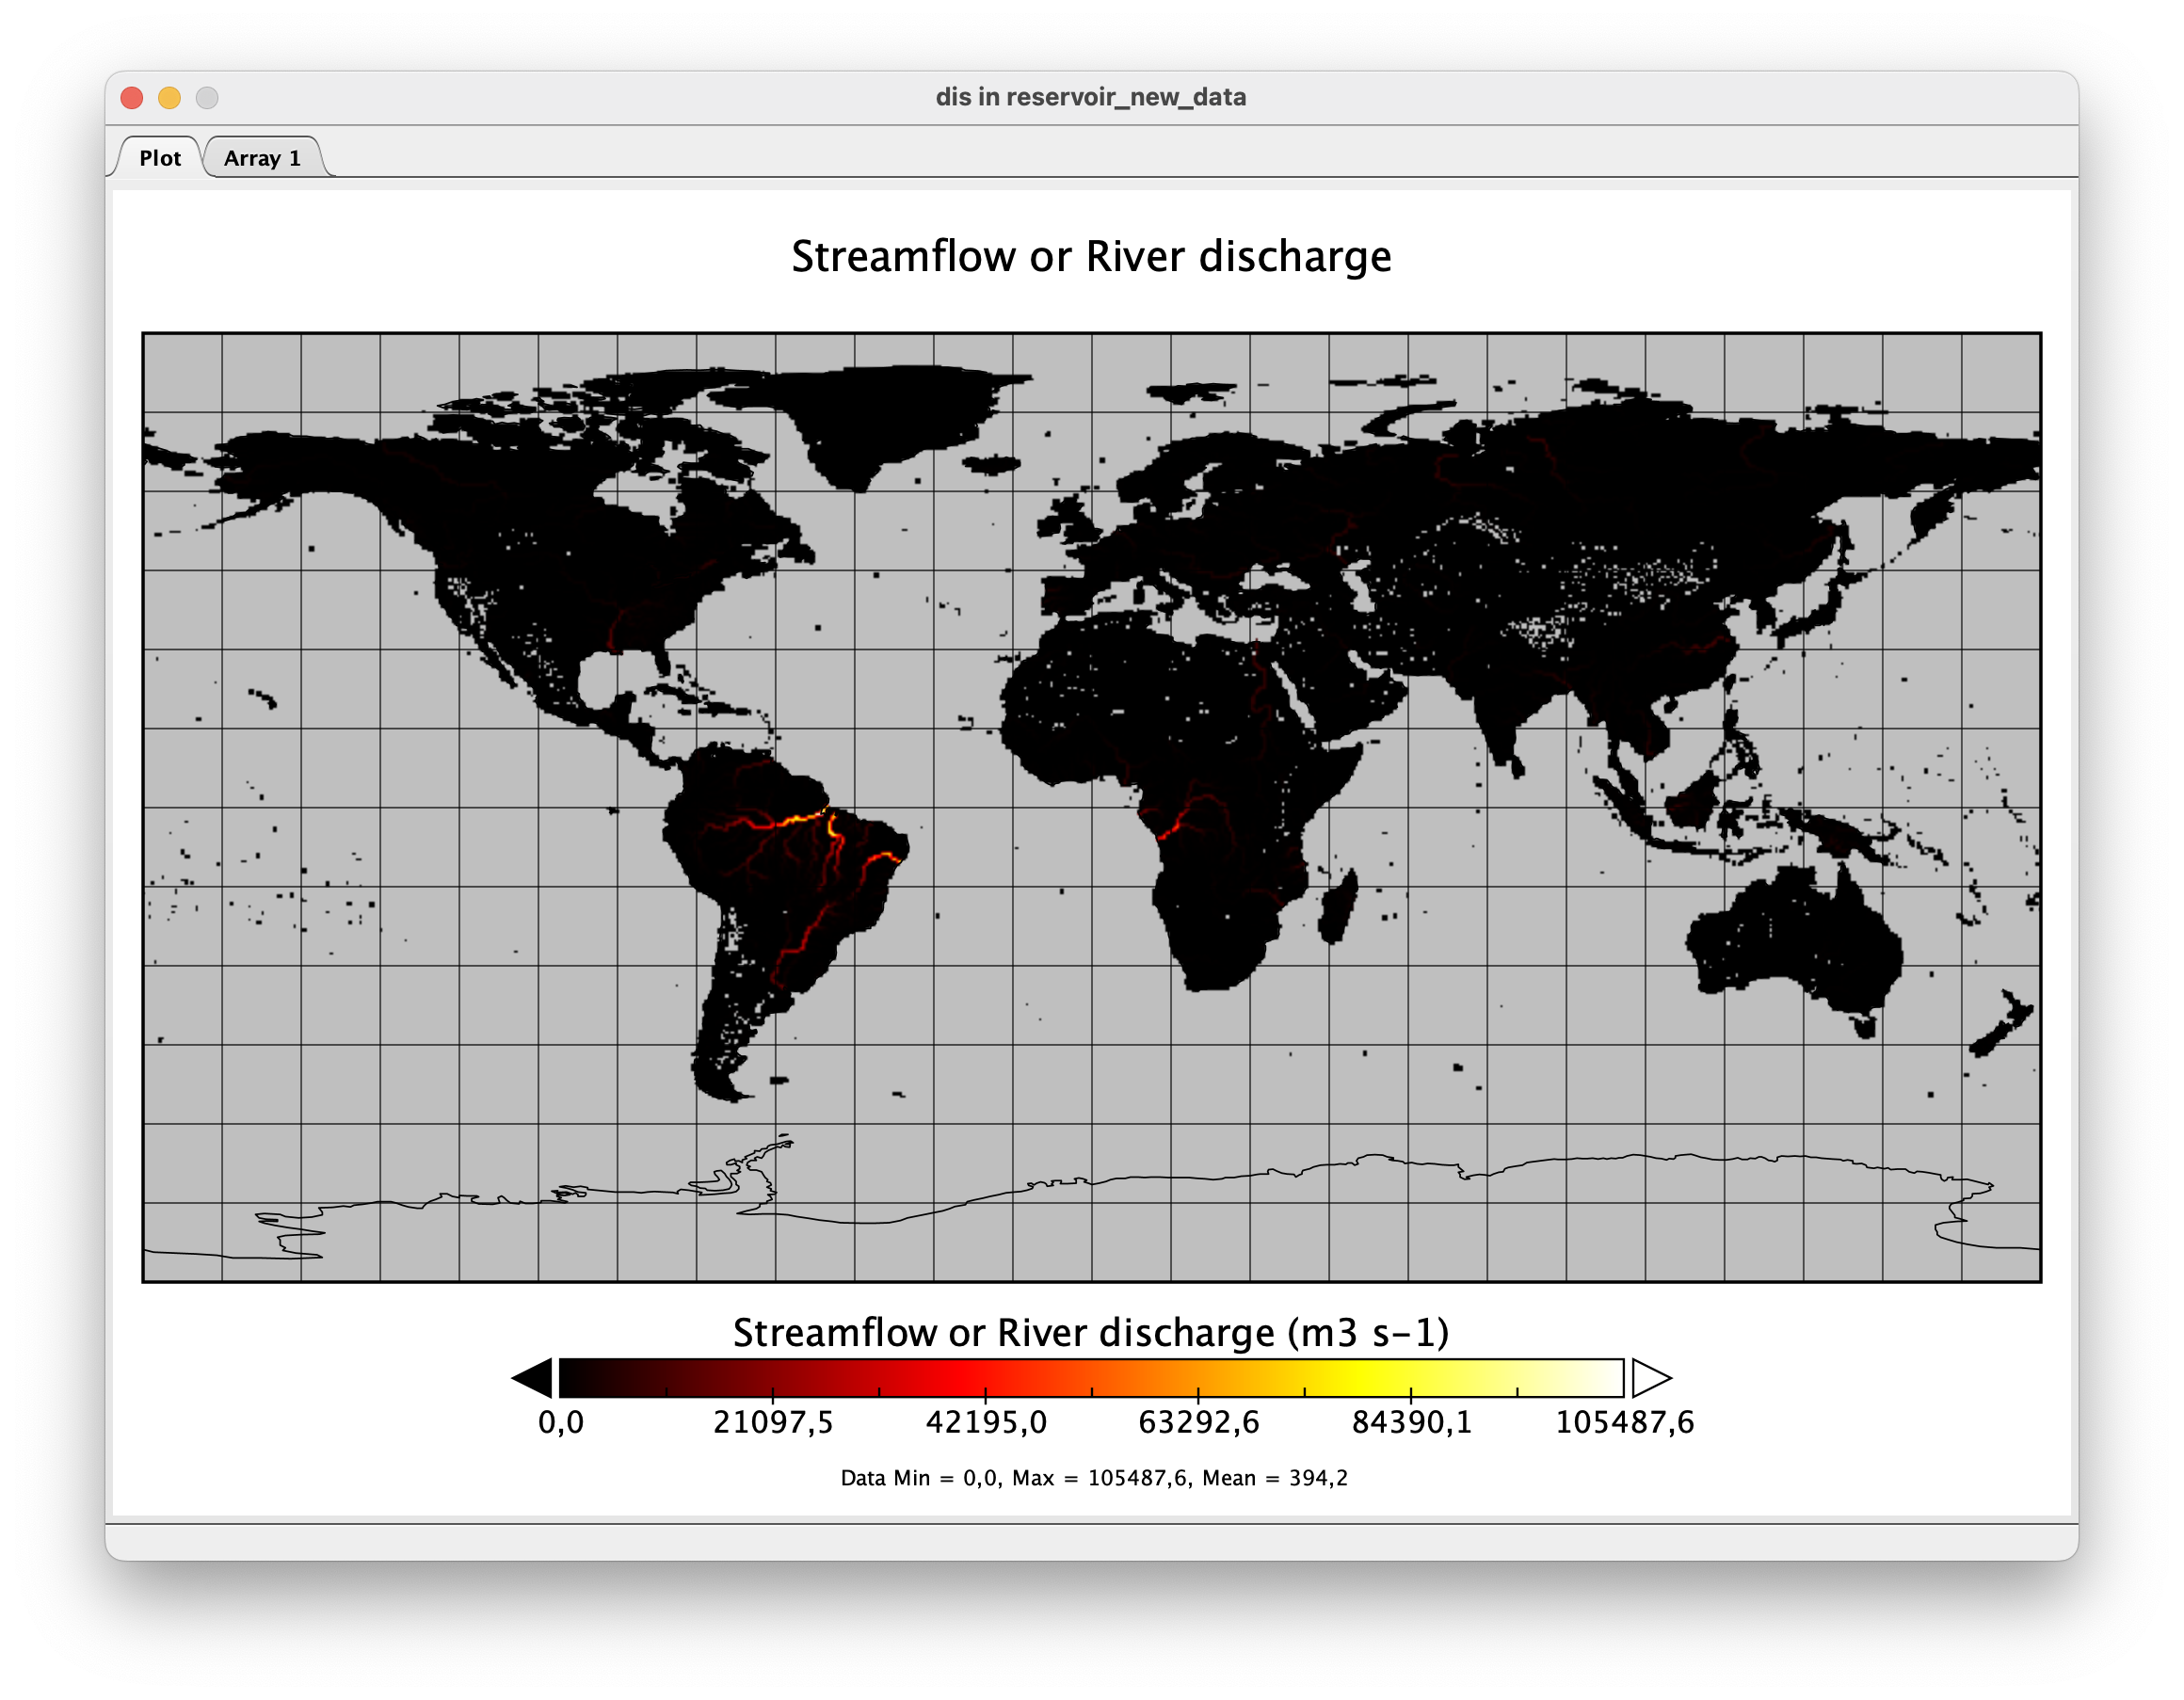 dis in reservoir_new_data
Plot Array 1
Streamflow or River discharge
Streamflow or River discharge (m3 s-1)
0,0 21097,5 42195,0 63292,6 84390,1 105487,6
Data Min = 0,0, Max = 105487,6, Mean = 394,2